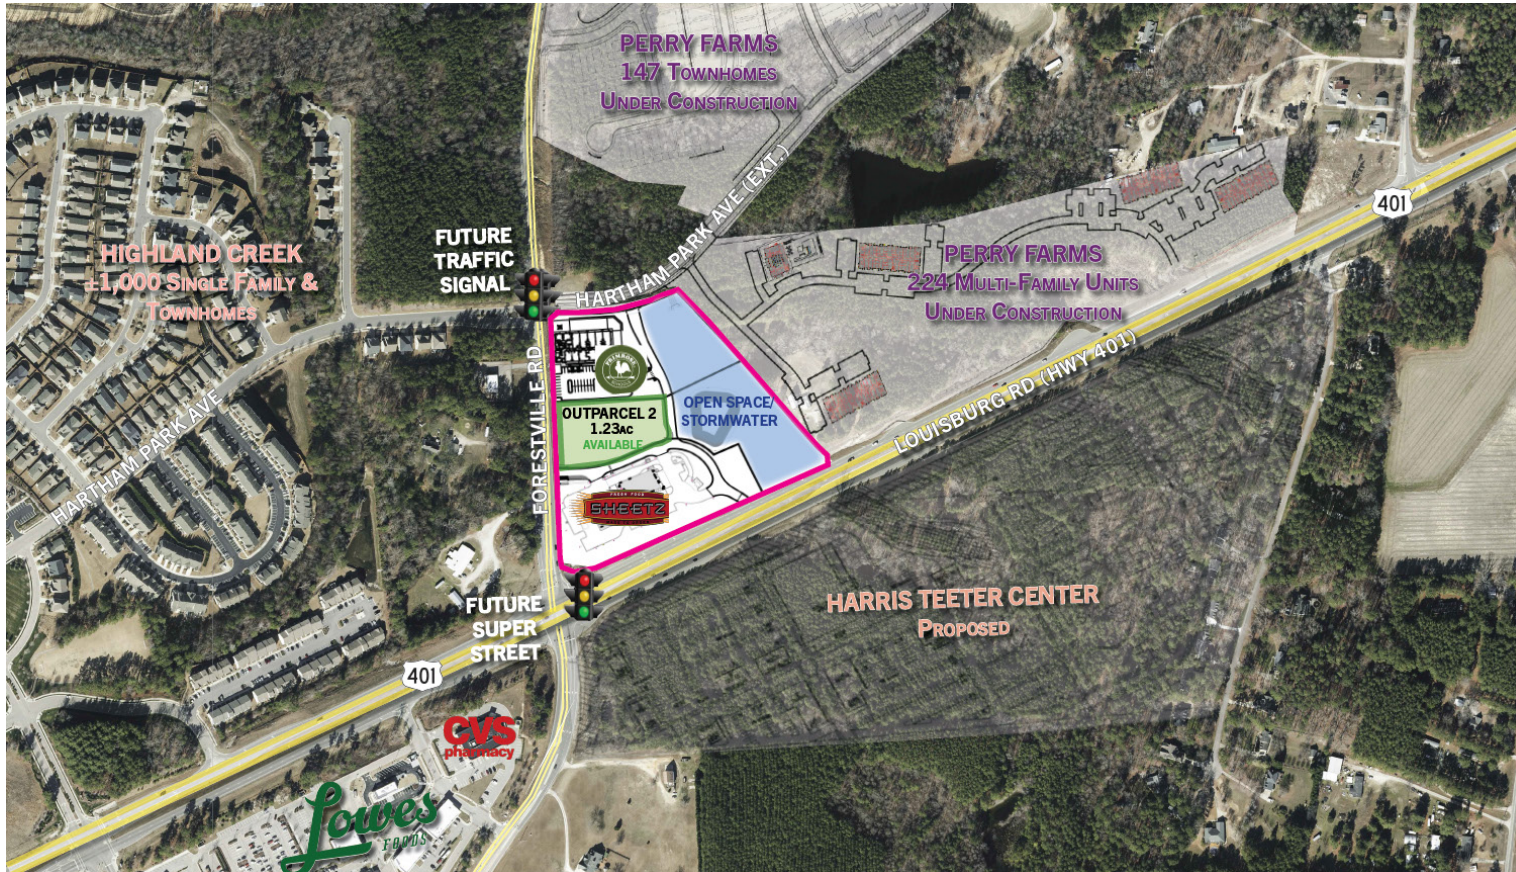 PERRY FARMS
147 Townhomes
Under Construction
HARTHAM PARK AVE (EXT.)
401
FUTURE
TRAFFIC
SIGNAL
HIGHLAND CREEK
±1,000 Single Family &
Townhomes
PERRY FARMS
224 Multi-Family Units
Under Construction
HARTHAM PARK AVE
FORESTVILLE RD
PRIMROSE
OUTPARCEL 2
1.23AC
AVAILABLE
OPEN SPACE/
STORMWATER
LOUISBURG RD (HWY 401)
FRESH FOOD
SHEETZ
HARRIS TEETER CENTER
Proposed
FUTURE
SUPER
STREET
401
CVS
pharmacy
Lowes
FOODS